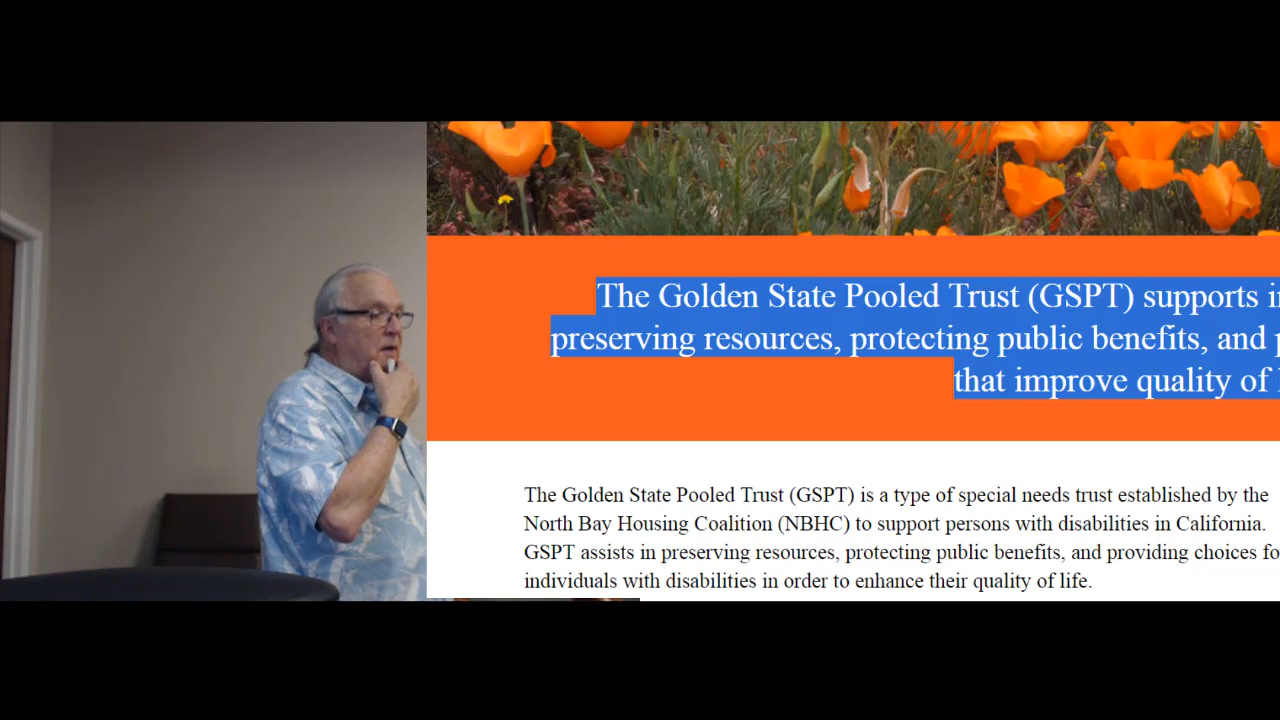 The Golden State Pooled Trust (GSPT) supports
preserving resources, protecting public benefits, and
that improve quality of
The Golden State Pooled Trust (GSPT) is a type of special needs trust established by the
North Bay Housing Coalition (NBHC) to support persons with disabilities in California.
GSPT assists in preserving resources, protecting public benefits, and providing choices
individuals with disabilities in order to enhance their quality of life.